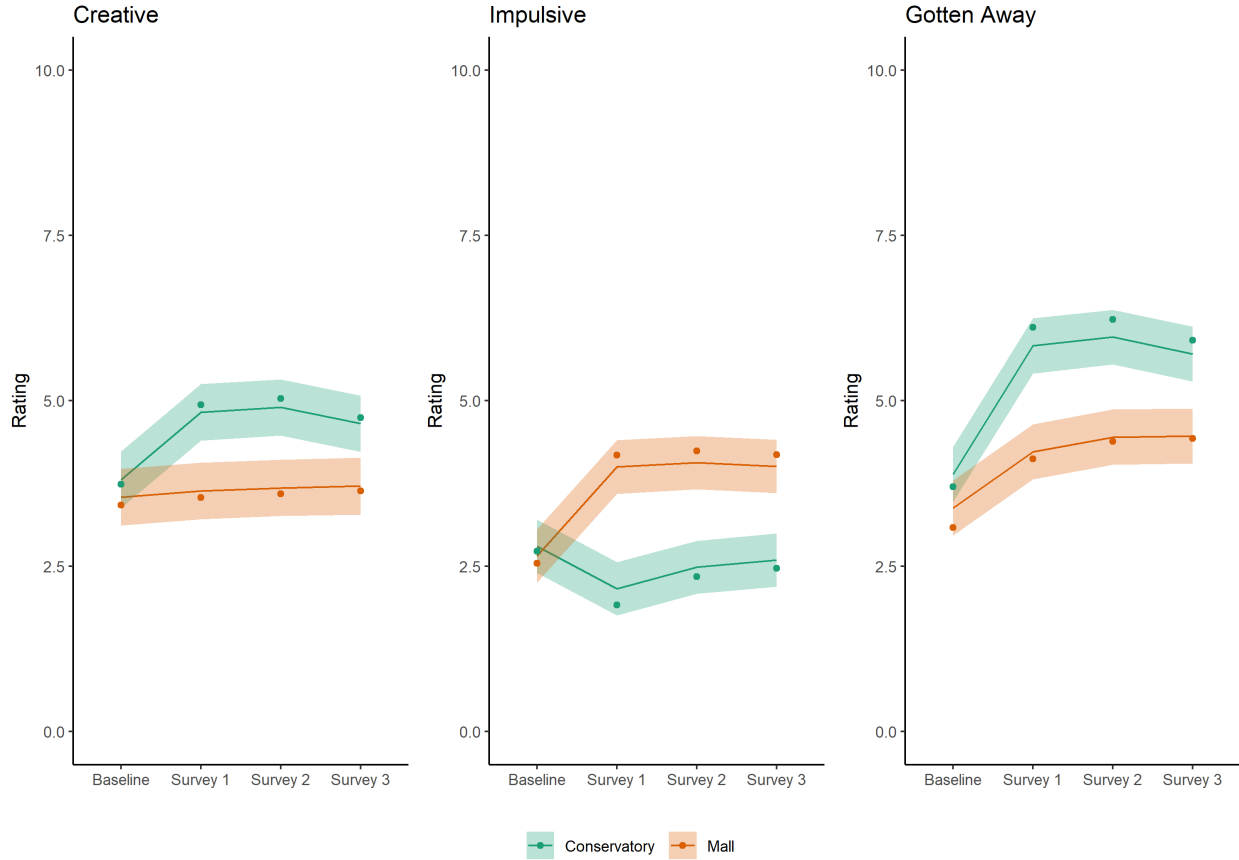 Creative
Impulsive
Gotten Away
10.0
7.5
5.0
2.5
0.0
Rating
Baseline Survey 1 Survey 2 Survey 3
10.0
7.5
5.0
2.5
0.0
Rating
Baseline Survey 1 Survey 2 Survey 3
10.0
7.5
5.0
2.5
0.0
Rating
Baseline Survey 1 Survey 2 Survey 3
Conservatory
Mall